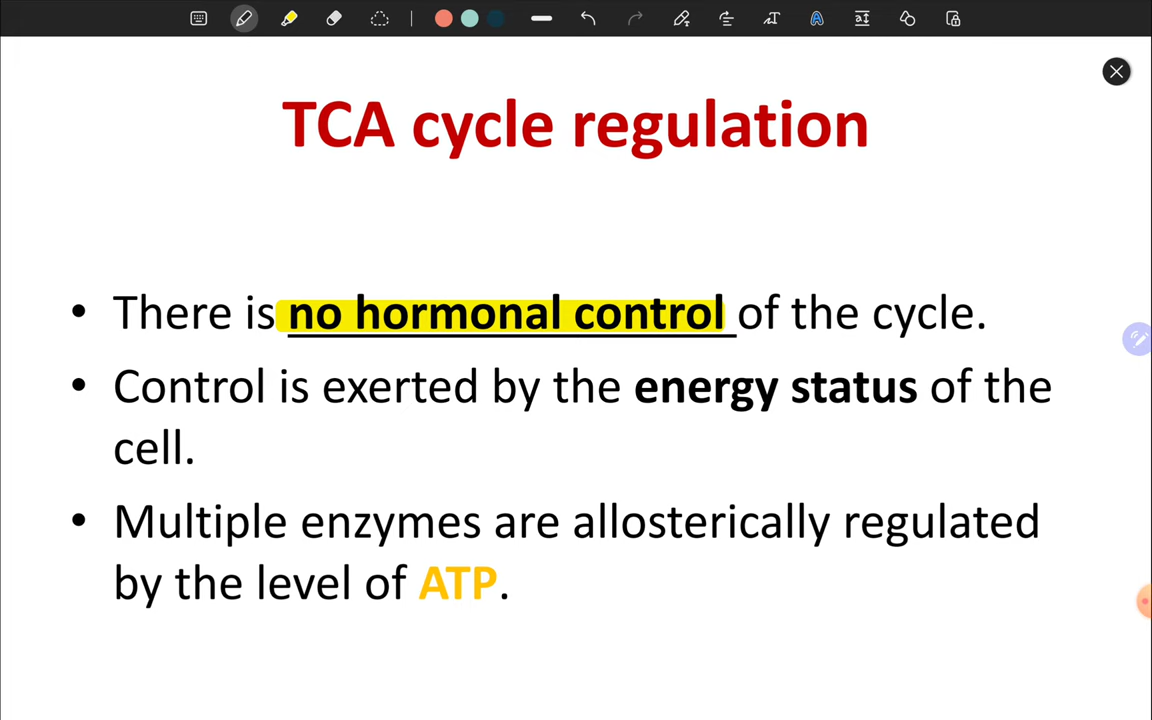 TCA cycle regulation
• There is no hormonal control of the cycle.
• Control is exerted by the energy status of the
cell.
• Multiple enzymes are allosterically regulated
by the level of ATP.